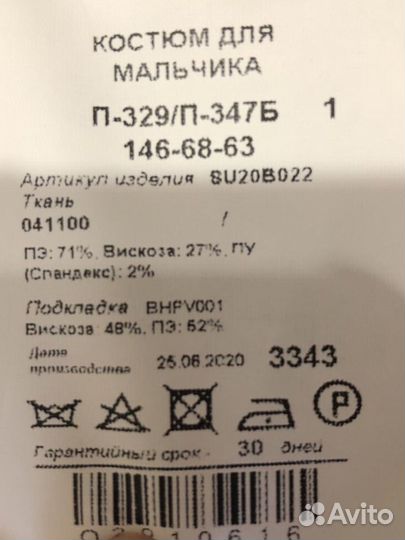 КОСТЮМ ДЛЯ
МАЛЬЧИКА
П-329/П-347Б 1
146-68-63
Артикул изделия SU20B022
Ткань
041100 /
ПЭ: 71%, Вискоза: 27%, ПУ
(Спандекс): 2%
Подкладка BHPV001
Вискоза: 48%, ПЭ: 52%
Дата
производства 25.06.2020 3343
P
Гарантийный срок - 30 дней
Avito